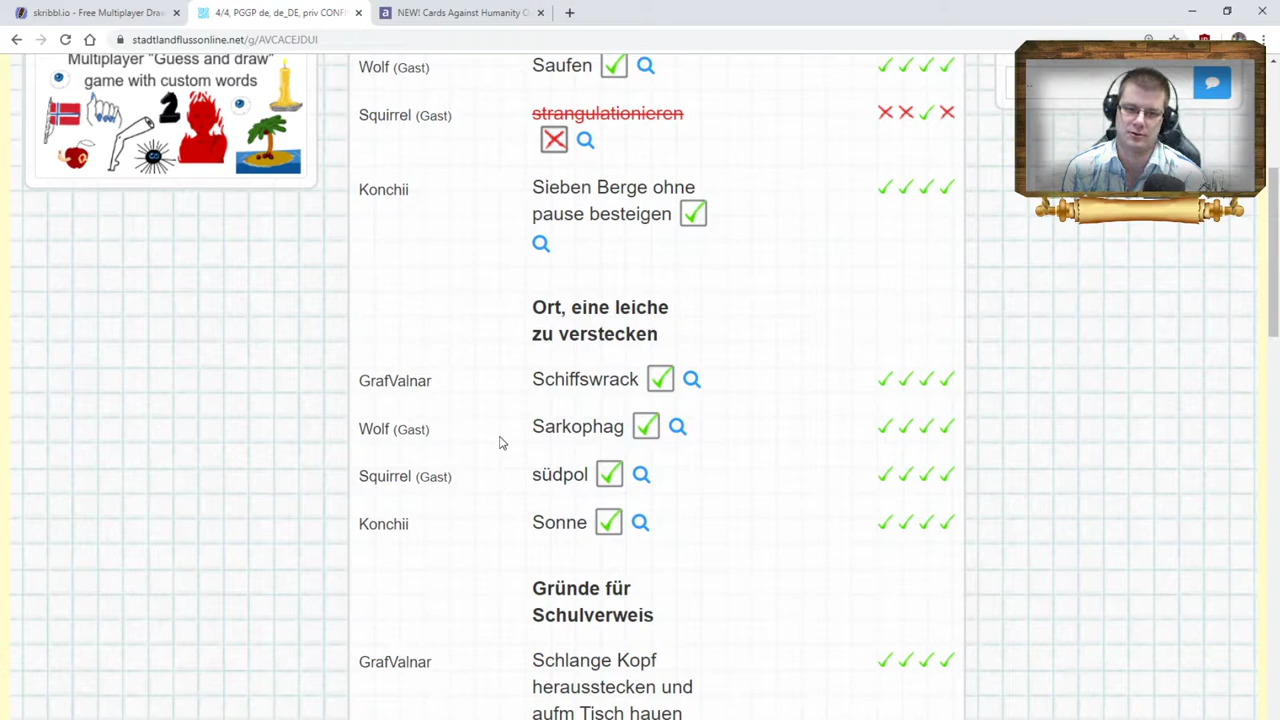 skribbl.io - Free Multiplayer Draw
4/4, PGGP de, de_DE, priv CONFI
NEW! Cards Against Humanity O
stadtlandflussonline.net/g/AVCACEJDUI
Multiplayer "Guess and draw"
game with custom words
Wolf (Gast)
Saufen
Squirrel (Gast)
strangulationieren
Konchii
Sieben Berge ohne
pause besteigen
Ort, eine leiche
zu verstecken
GrafValnar
Schiffswrack
Wolf (Gast)
Sarkophag
Squirrel (Gast)
südpol
Konchii
Sonne
Gründe für
Schulverweis
GrafValnar
Schlange Kopf
herausstecken und
aufm Tisch hauen